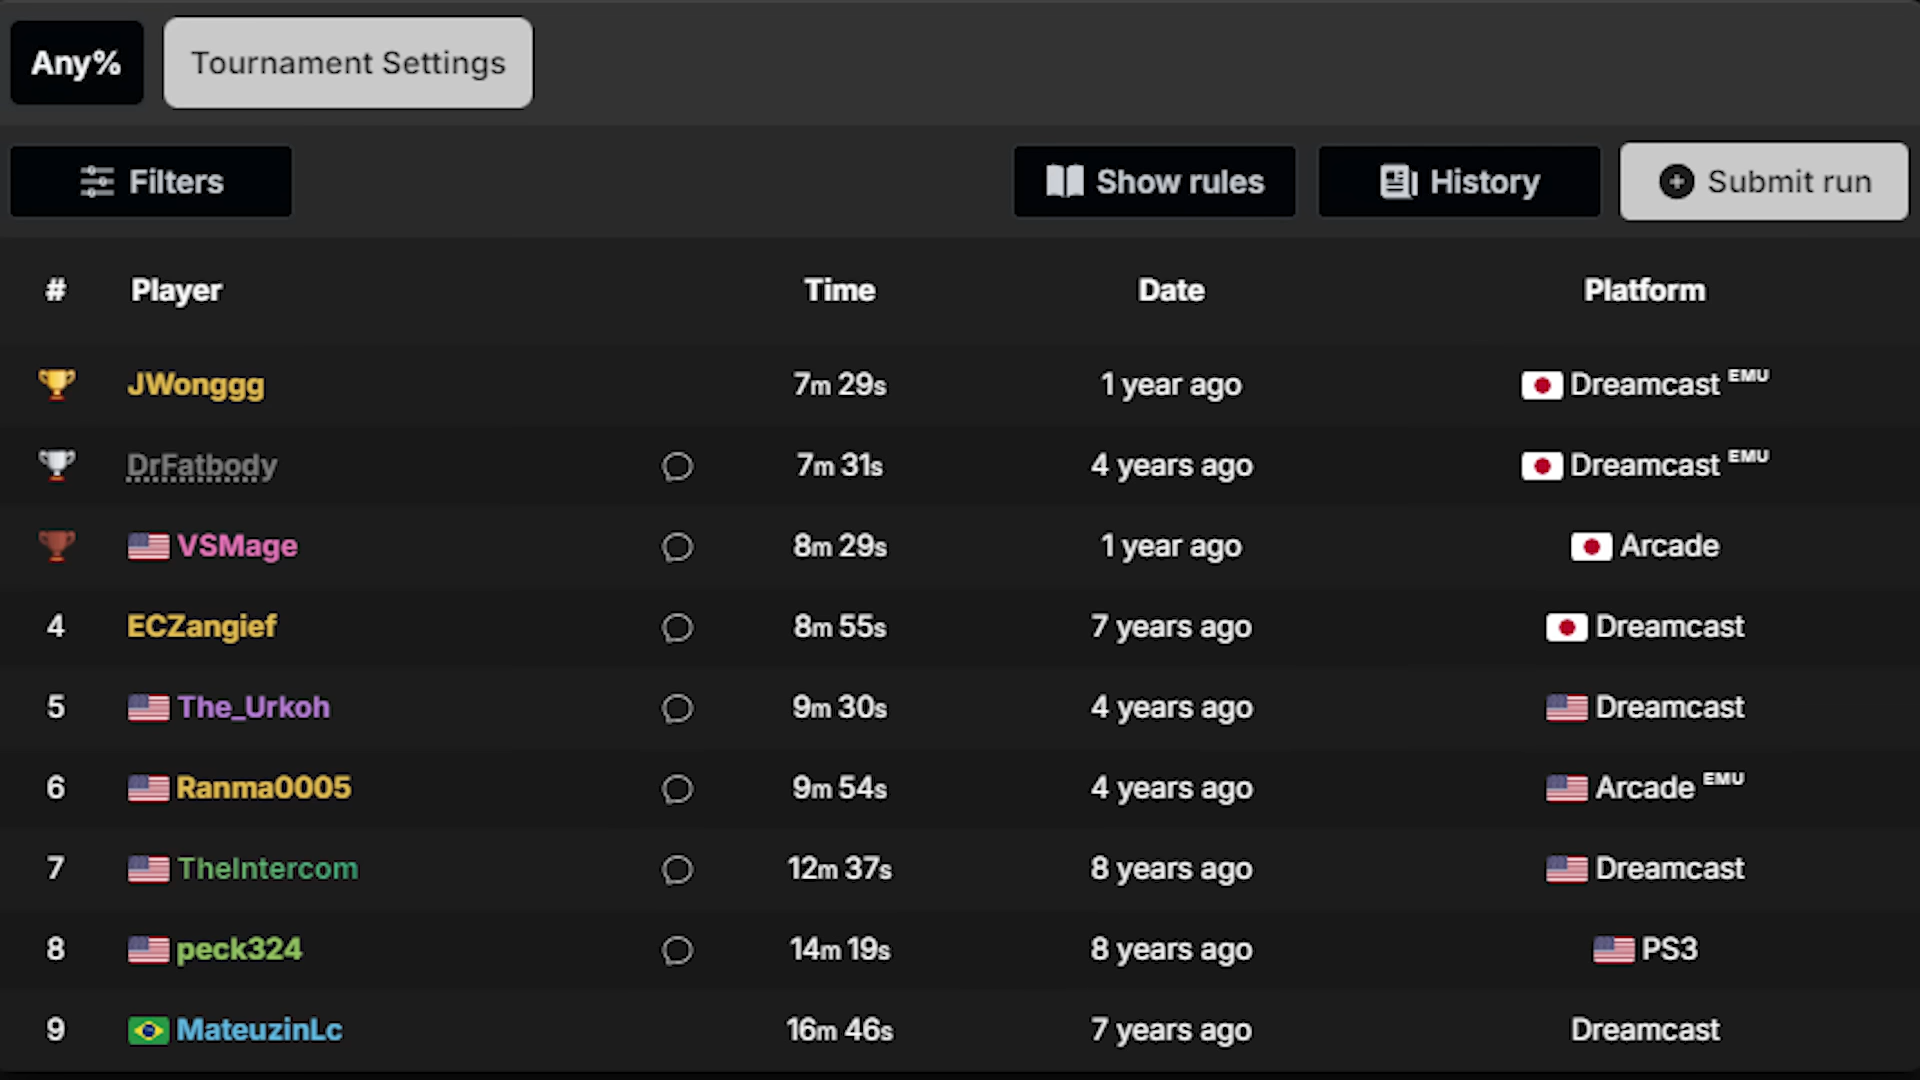 Any% Tournament Settings
Filters Show rules History Submit run
# Player Time Date Platform
JWonggg 7m 29s 1 year ago Dreamcast EMU
DrFatbody 7m 31s 4 years ago Dreamcast EMU
VSMage 8m 29s 1 year ago Arcade
4 ECZangief 8m 55s 7 years ago Dreamcast
5 The_Urkoh 9m 30s 4 years ago Dreamcast
6 Ranma0005 9m 54s 4 years ago Arcade EMU
7 TheIntercom 12m 37s 8 years ago Dreamcast
8 peck324 14m 19s 8 years ago PS3
9 MateuzinLc 16m 46s 7 years ago Dreamcast